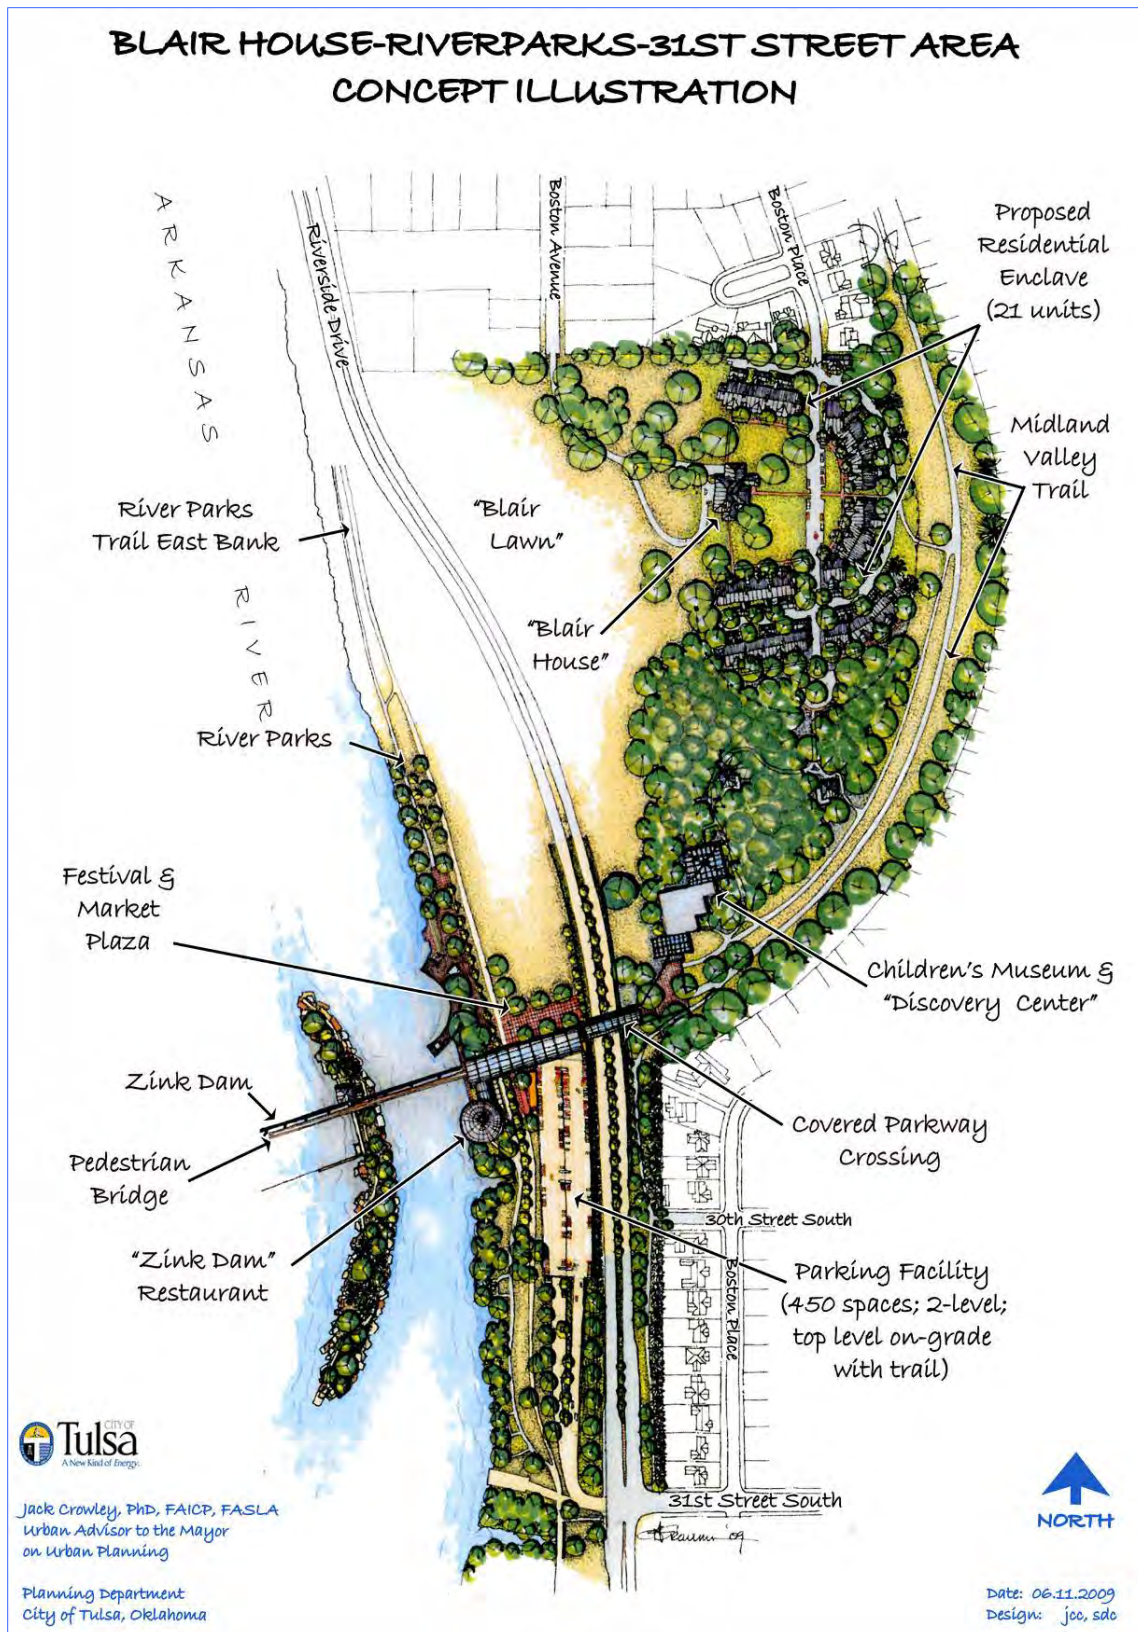 BLAIR HOUSE-RIVERPARKS-31ST STREET AREA
CONCEPT ILLUSTRATION
ARKANSAS
RIVER
Riverside Drive
Boston Avenue
Boston Place
Proposed
Residential
Enclave
(21 units)
Midland
Valley
Trail
River Parks
Trail East Bank
"Blair
Lawn"
"Blair
House"
River Parks
Festival &
Market
Plaza
Children's Museum &
"Discovery Center"
Zink Dam
Pedestrian
Bridge
Covered Parkway
Crossing
30th Street South
Boston Place
"Zink Dam"
Restaurant
Parking Facility
(450 spaces; 2-level;
top level on-grade
with trail)
31st Street South
'09
CITY OF
Tulsa
A New Kind of Energy.
Jack Crowley, PhD, FAICP, FASLA
Urban Advisor to the Mayor
on Urban Planning
Planning Department
City of Tulsa, Oklahoma
NORTH
Date: 06.11.2009
Design: jcc, sdc